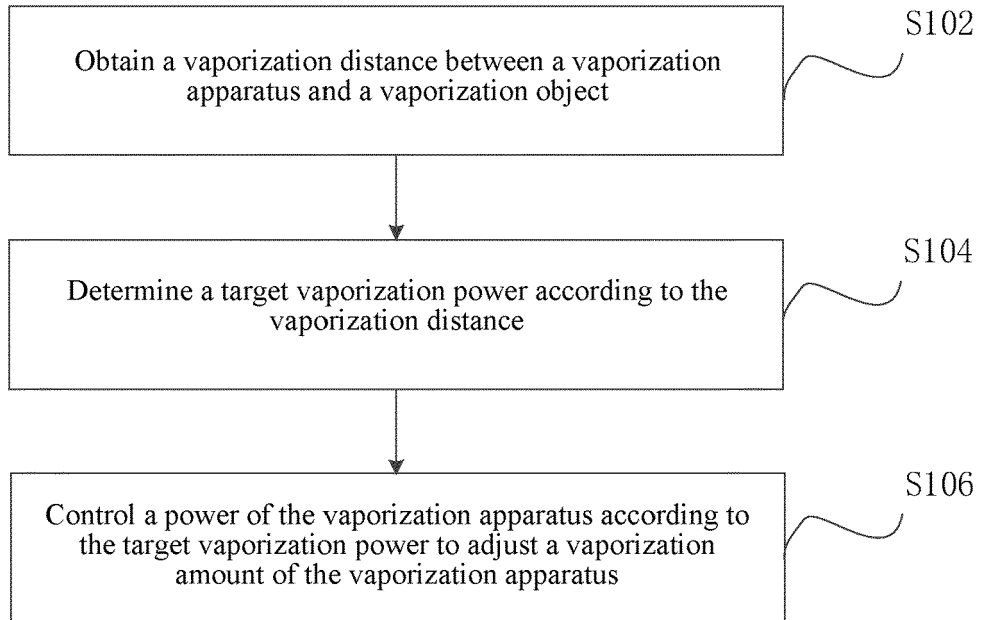 S102
Obtain a vaporization distance between a vaporization
apparatus and a vaporization object
S104
Determine a target vaporization power according to the
vaporization distance
S106
Control a power of the vaporization apparatus according to
the target vaporization power to adjust a vaporization
amount of the vaporization apparatus